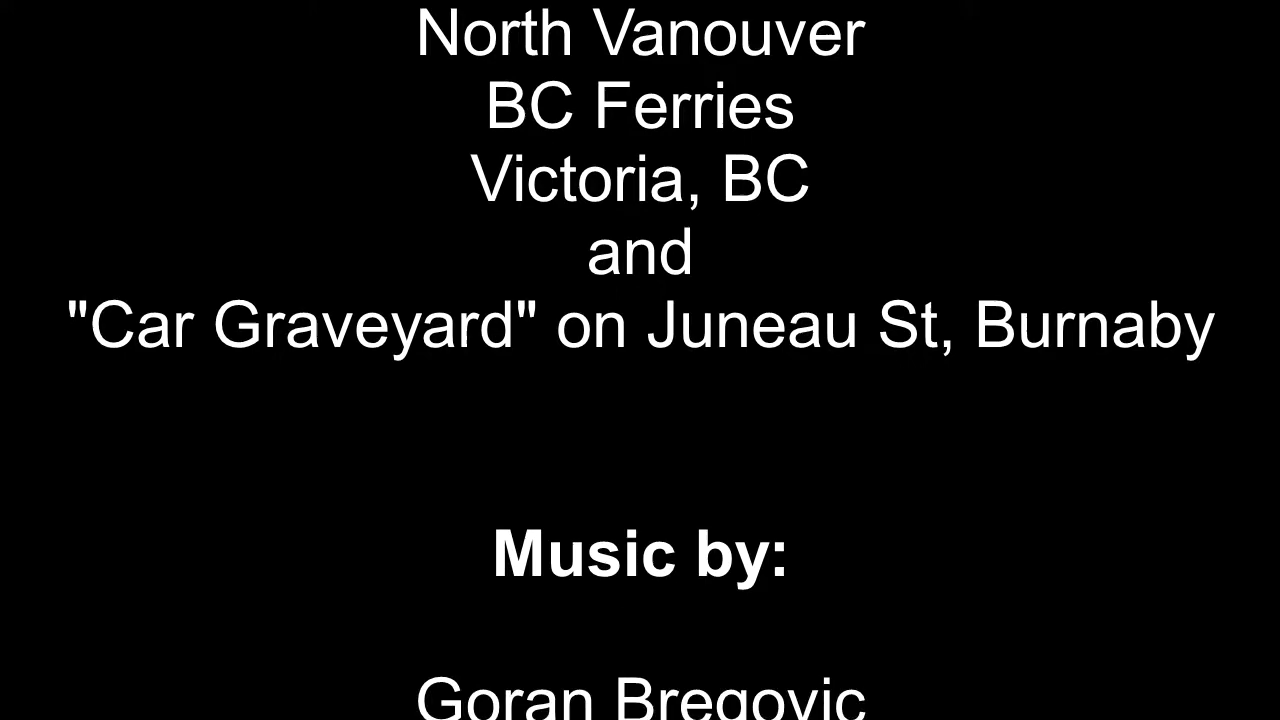 North Vanouver
BC Ferries
Victoria, BC
and
"Car Graveyard" on Juneau St, Burnaby
Music by:
Goran Bregovic